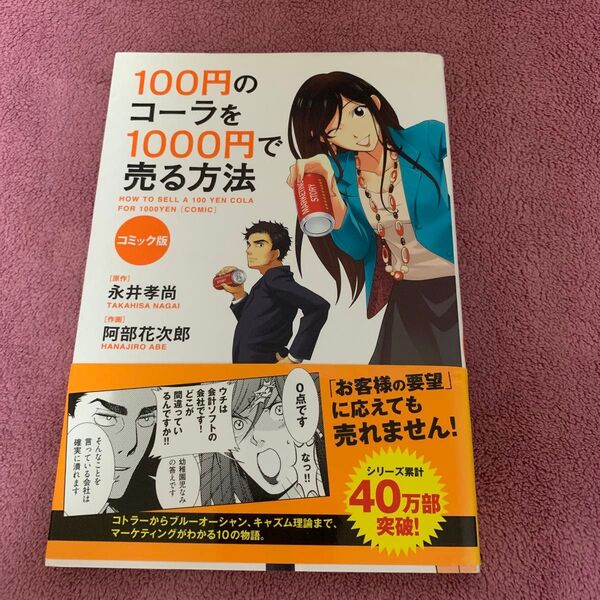 100円の
コーラを
1000円で
売る方法
HOW TO SELL A 100 YEN COLA
FOR 1000YEN [COMIC]
コミック版
[原作]
永井孝尚
TAKAHISA NAGAI
[作画]
阿部花次郎
HANAJIRO ABE
MARKETING
STORY
「お客様の要望」
に応えても
売れません!
シリーズ累計
40万部
突破!
0点です
なっ!!
幼稚園児なみ
の答えです
ウチは
会計ソフトの
会社です!
どこが
間違ってい
るんですか!!
そんなことを
言っている会社は
確実に潰れます
コトラーからブルーオーシャン、キャズム理論まで、
マーケティングがわかる10の物語。